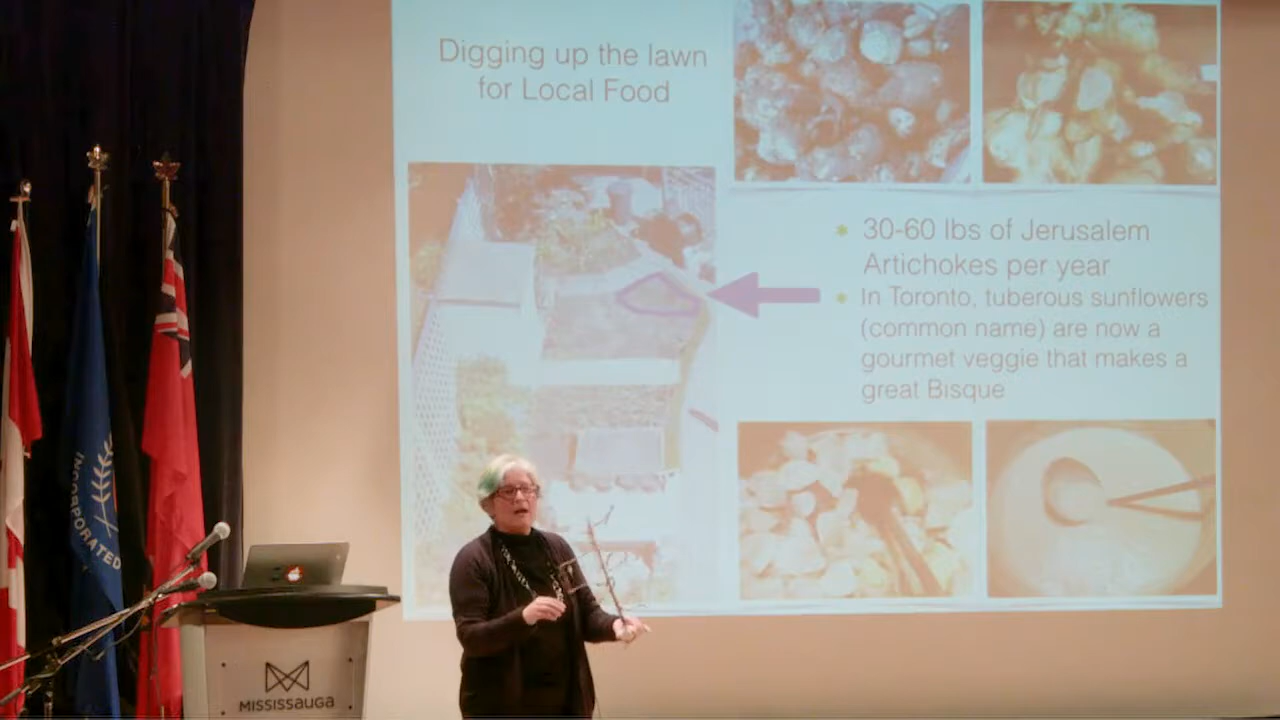 Digging up the lawn
for Local Food
30-60 lbs of Jerusalem
Artichokes per year
In Toronto, tuberous sunflowers
(common name) are now a
gourmet veggie that makes a
great Bisque
INCORPORATED
MISSISSAUGA